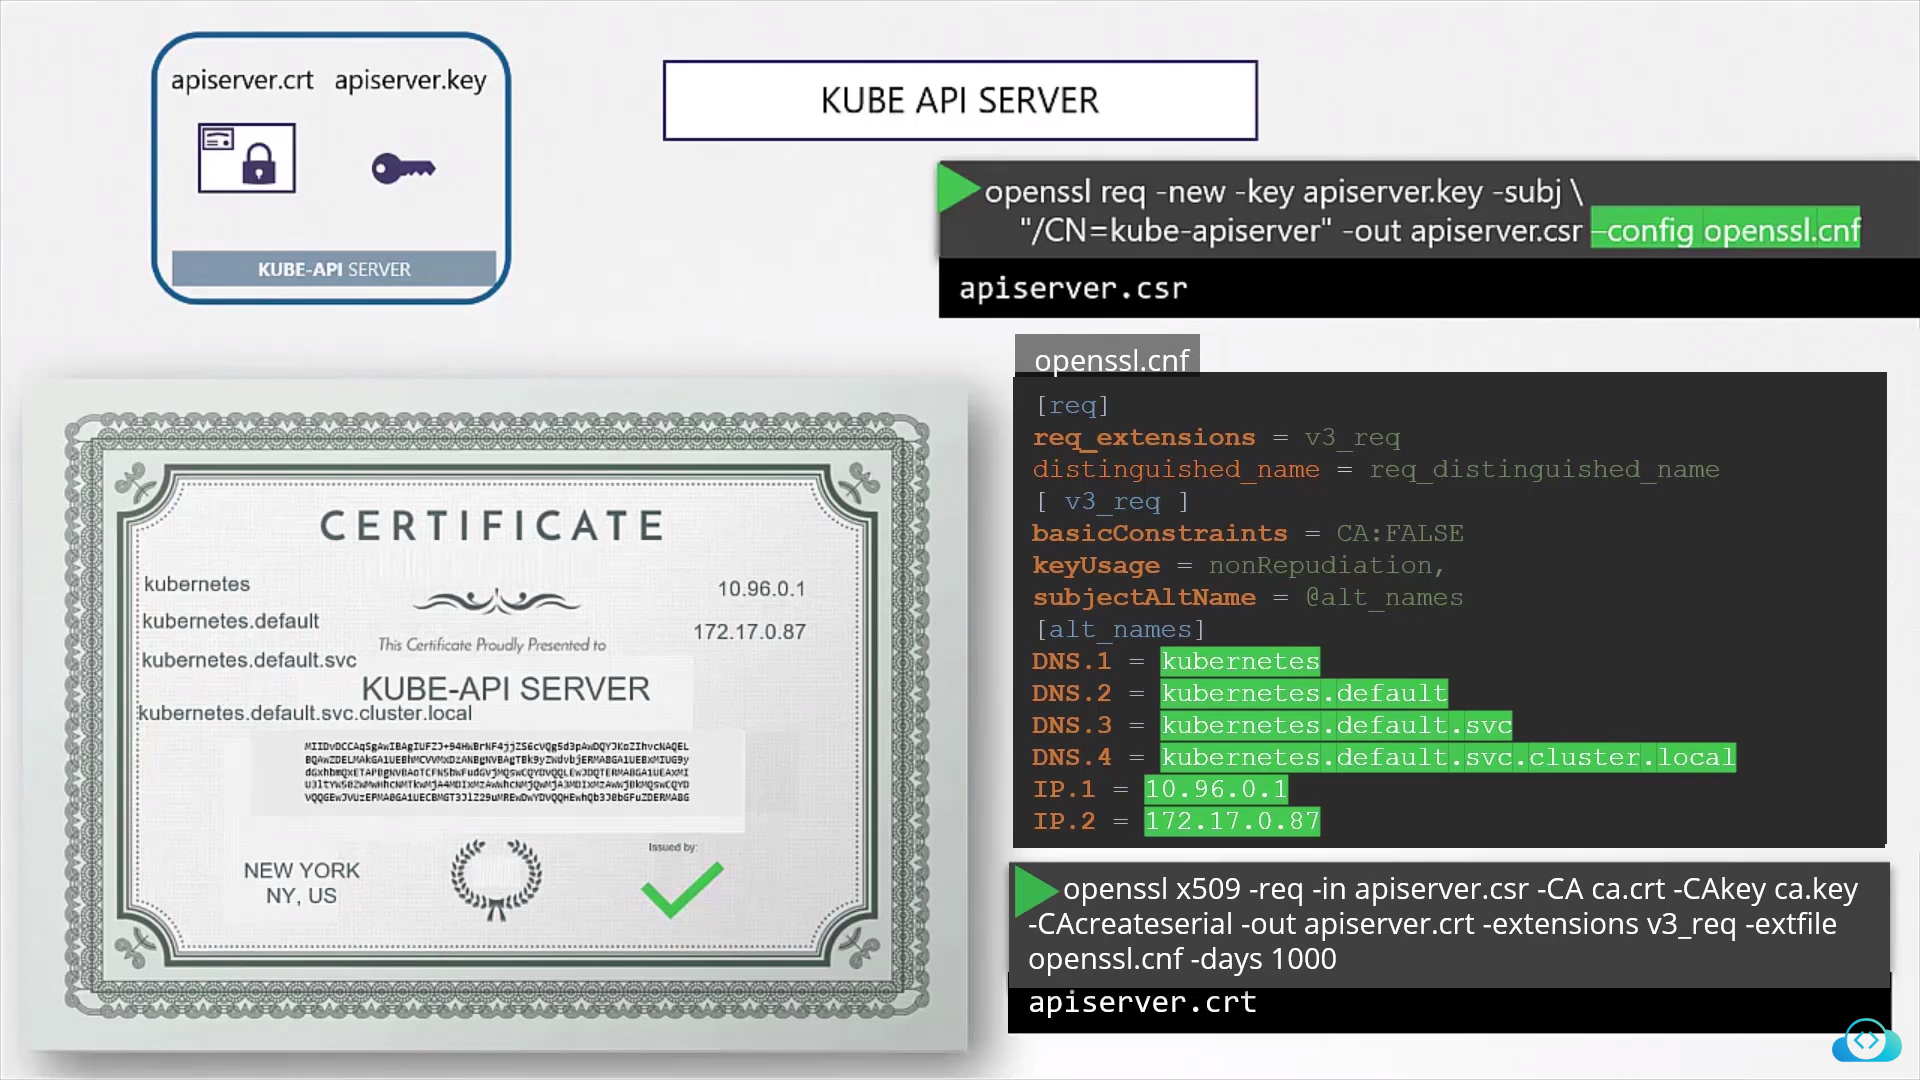 apiserver.crt apiserver.key
KUBE-API SERVER
KUBE API SERVER
openssl req -new -key apiserver.key -subj \
"/CN=kube-apiserver" -out apiserver.csr –config openssl.cnf
apiserver.csr
openssl.cnf
[req]
req_extensions = v3_req
distinguished_name = req_distinguished_name
[ v3_req ]
basicConstraints = CA:FALSE
keyUsage = nonRepudiation,
subjectAltName = @alt_names
[alt_names]
DNS.1 = kubernetes
DNS.2 = kubernetes.default
DNS.3 = kubernetes.default.svc
DNS.4 = kubernetes.default.svc.cluster.local
IP.1 = 10.96.0.1
IP.2 = 172.17.0.87
openssl x509 -req -in apiserver.csr -CA ca.crt -CAkey ca.key
-CAcreateserial -out apiserver.crt -extensions v3_req -extfile
openssl.cnf -days 1000
apiserver.crt
CERTIFICATE
kubernetes
kubernetes.default
kubernetes.default.svc
kubernetes.default.svc.cluster.local
10.96.0.1
172.17.0.87
This Certificate Proudly Presented to
KUBE-API SERVER
NEW YORK
NY, US
Issued by: